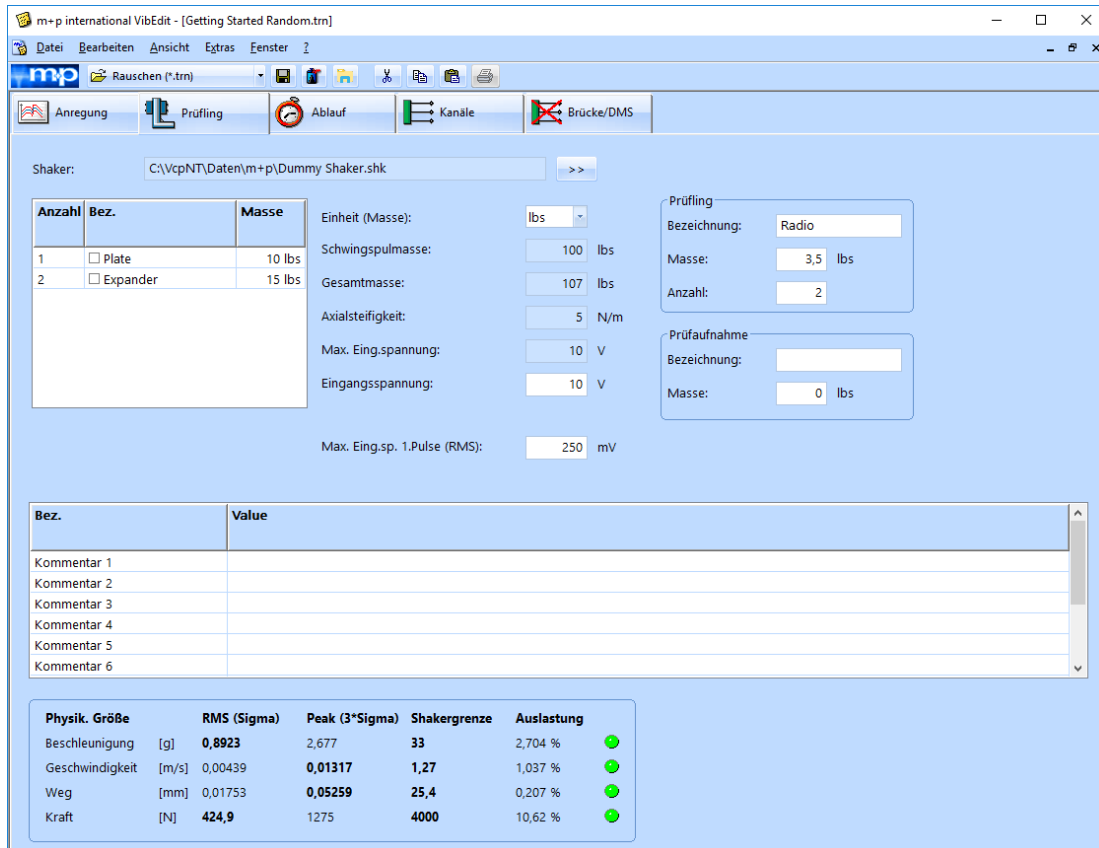 m+p international VibEdit - [Getting Started Random.trn]
Datei Bearbeiten Ansicht Extras Fenster ?
m+p Rauschen (*.trn)
Anregung Prüfling Ablauf Kanäle Brücke/DMS
Shaker: C:\VcpNT\Daten\m+p\Dummy Shaker.shk >>
Anzahl Bez. Masse
1 Plate 10 lbs
2 Expander 15 lbs
Einheit (Masse): lbs
Schwingspulmasse: 100 lbs
Gesamtmasse: 107 lbs
Axialsteifigkeit: 5 N/m
Max. Eing.spannung: 10 V
Eingangsspannung: 10 V
Max. Eing.sp. 1.Pulse (RMS): 250 mV
Prüfling
Bezeichnung: Radio
Masse: 3,5 lbs
Anzahl: 2
Prüfaufnahme
Bezeichnung:
Masse: 0 lbs
Bez. Value
Kommentar 1
Kommentar 2
Kommentar 3
Kommentar 4
Kommentar 5
Kommentar 6
Physik. Größe RMS (Sigma) Peak (3*Sigma) Shakergrenze Auslastung
Beschleunigung [g] 0,8923 2,677 33 2,704 %
Geschwindigkeit [m/s] 0,00439 0,01317 1,27 1,037 %
Weg [mm] 0,01753 0,05259 25,4 0,207 %
Kraft [N] 424,9 1275 4000 10,62 %